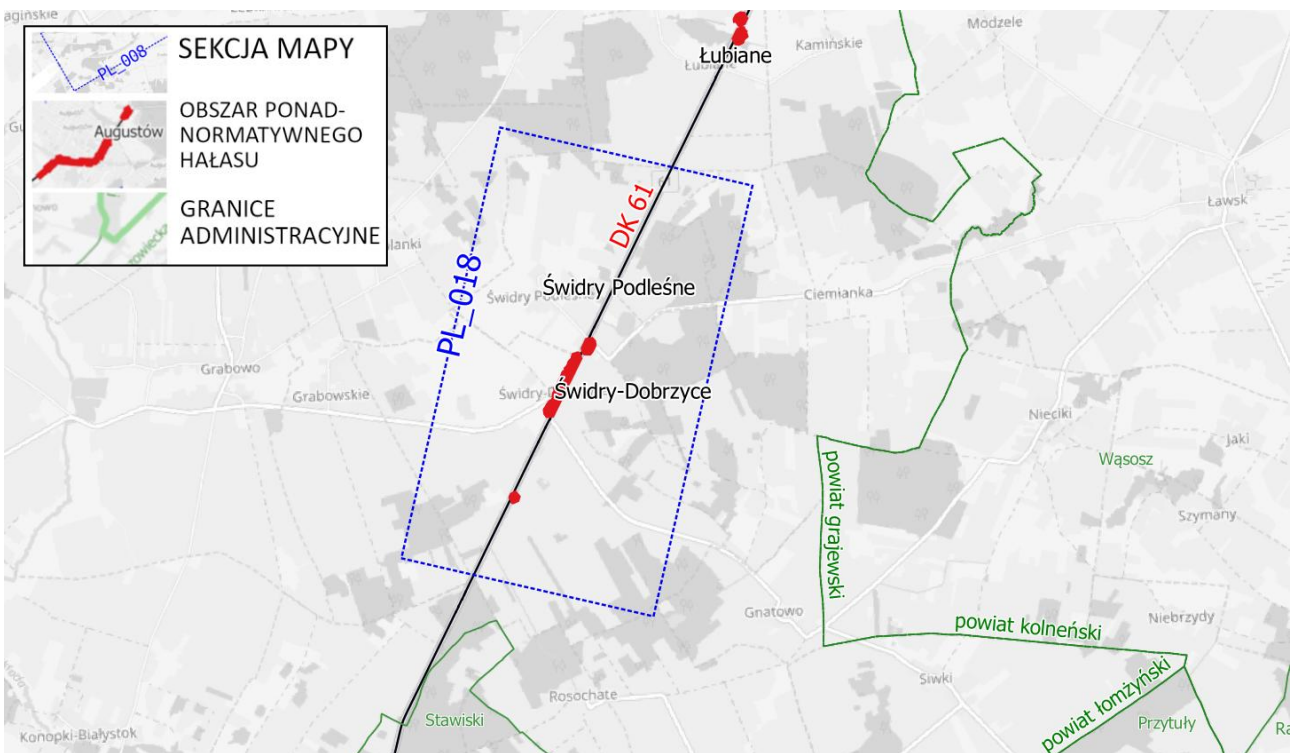 SEKCJA MAPY
PL_008
OBSZAR PONAD-
NORMATYWNEGO
HAŁASU
Augustów
GRANICE
ADMINISTRACYJNE
Modzele
Kamińskie
Łubiane
Łubiane
DK 61
Ławsk
PL_018
Świdry Podleśne
Ciemianka
Grabowo
Grabowskie
Świdry-Dobrzyce
Nieciki
Jaki
Wąsosz
Szymany
powiat grajewski
Gnatowo
Niebrzydy
powiat kolneński
Siwki
Rosochate
powiat łomżyński
Przytuły
Stawiski
Konopki-Białystok